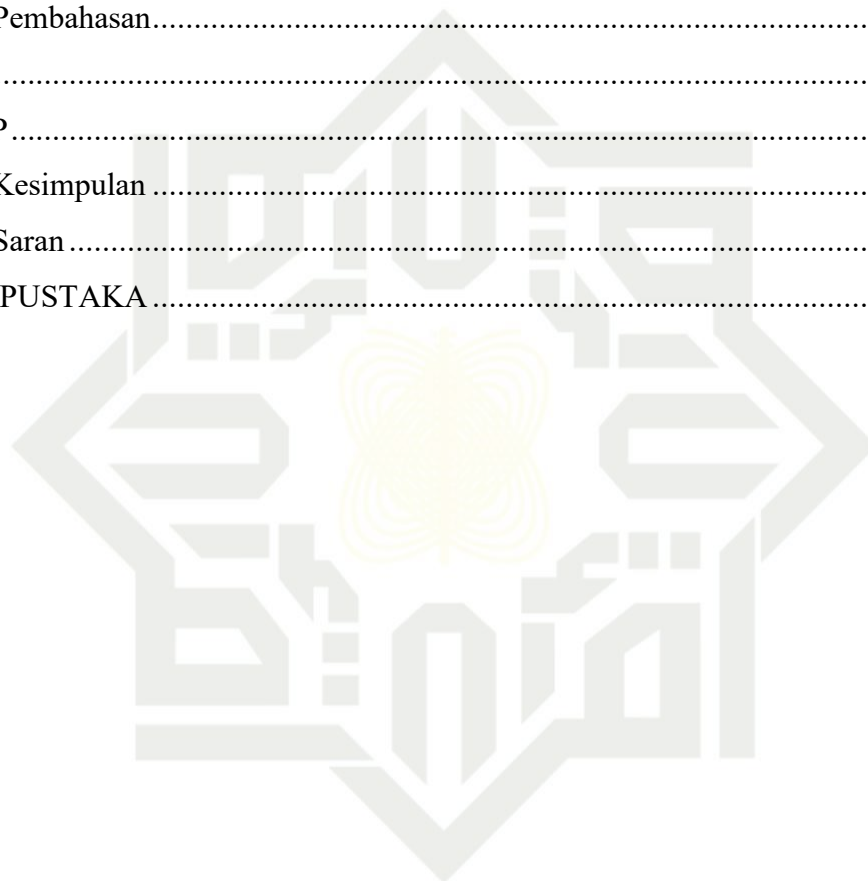 Pembahasan..........................................................................................
..........................................................................................................
P..........................................................................................................
Kesimpulan ..........................................................................................
Saran ..........................................................................................
PUSTAKA ..........................................................................................